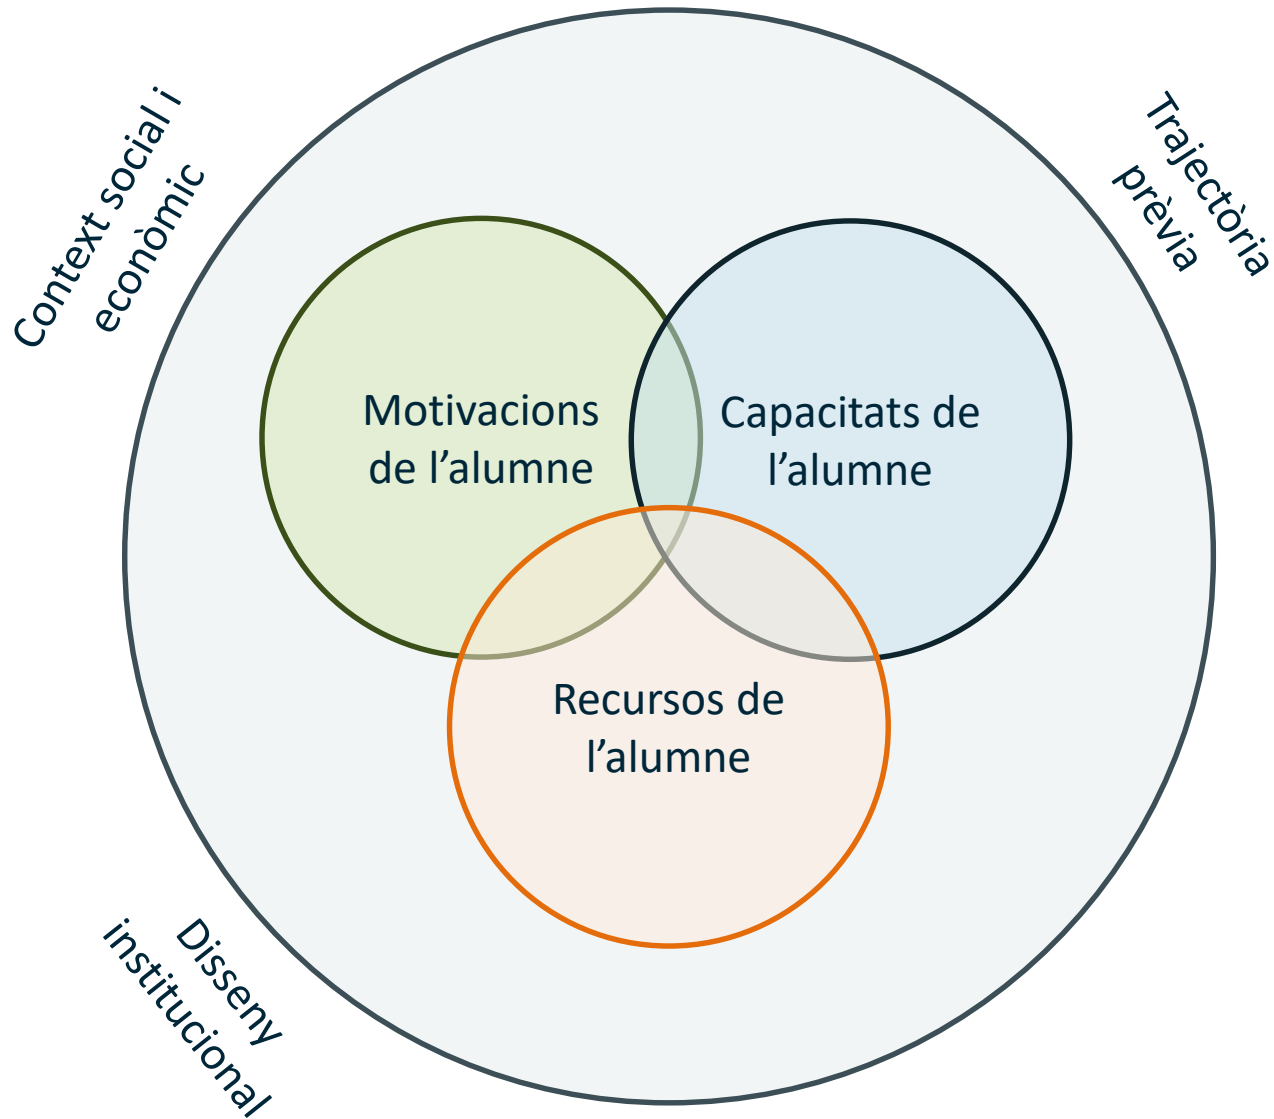 Context social i
econòmic
Trajectòria
prèvia
Motivacions
de l’alumne
Capacitats de
l’alumne
Recursos de
l’alumne
Disseny
institucional